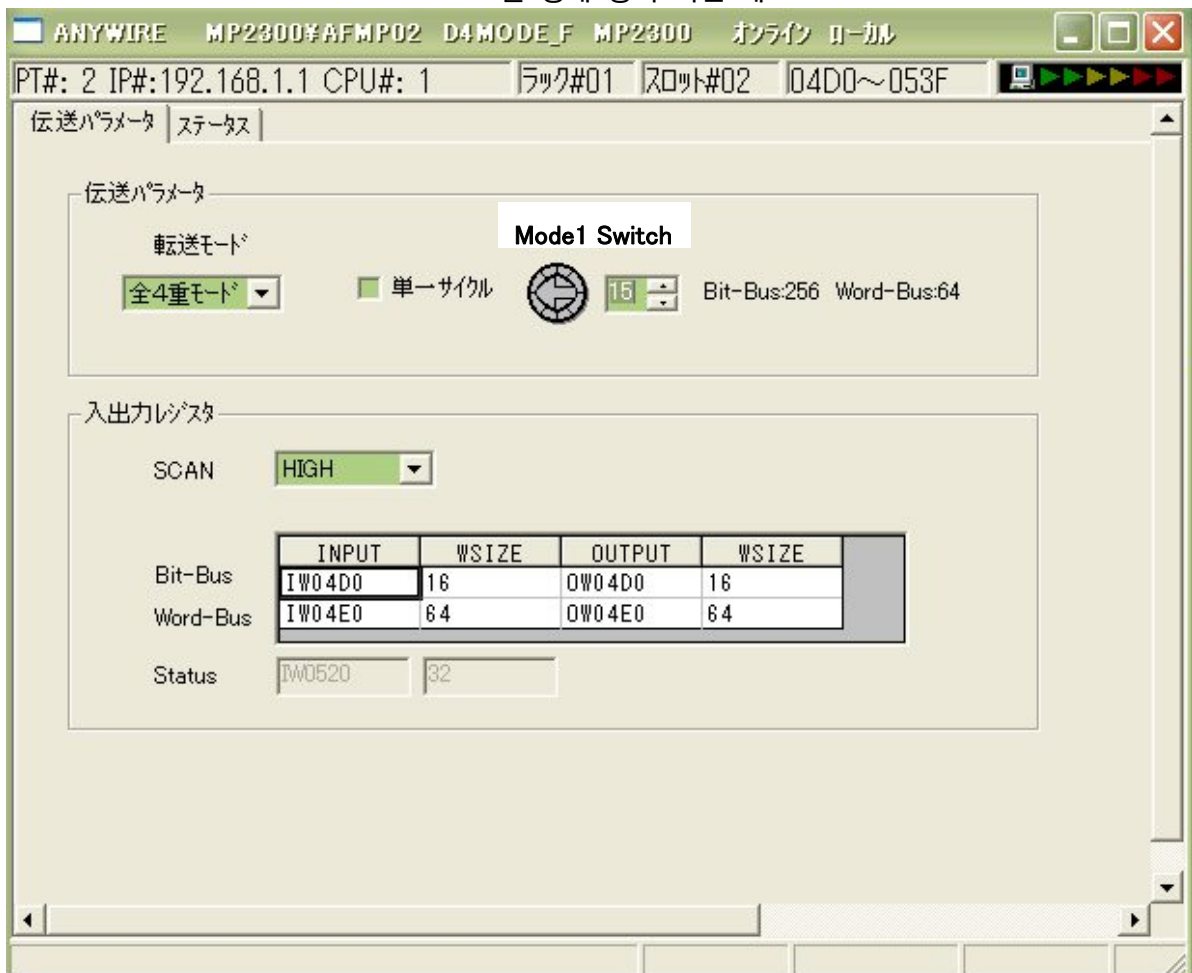 ANYWIRE MP2300¥AFMP02 D4MODE_F MP2300 オンライン ローカル
PT#: 2 IP#:192.168.1.1 CPU#: 1 ラック#01 スロット#02 04D0～053F
伝送パラメータ ステータス
伝送パラメータ
転送モード Mode1 Switch
全4重モード 単一サイクル 15 Bit-Bus:256 Word-Bus:64
入出力レジスタ
SCAN HIGH
INPUT WSIZE OUTPUT WSIZE
Bit-Bus IW04D0 16 OW04D0 16
Word-Bus IW04E0 64 OW04E0 64
Status IW0520 32